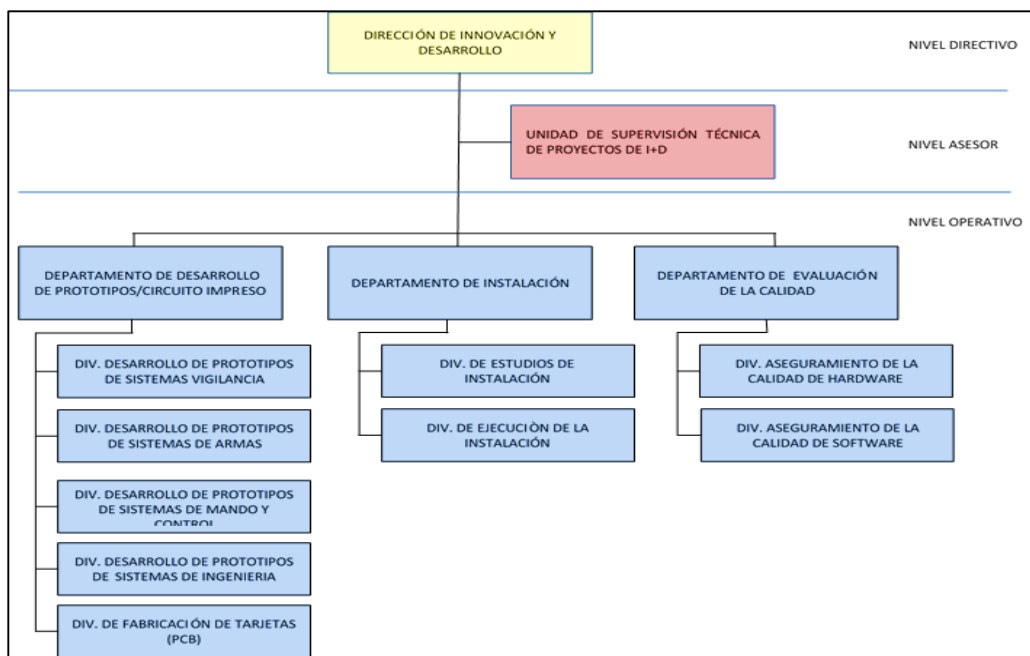 DIRECCIÓN DE INNOVACIÓN Y
DESARROLLO
NIVEL DIRECTIVO
UNIDAD DE SUPERVISIÓN TÉCNICA
DE PROYECTOS DE I+D
NIVEL ASESOR
NIVEL OPERATIVO
DEPARTAMENTO DE DESARROLLO
DE PROTOTIPOS/CIRCUITO IMPRESO
DEPARTAMENTO DE INSTALACIÓN
DEPARTAMENTO DE EVALUACIÓN
DE LA CALIDAD
DIV. DESARROLLO DE PROTOTIPOS
DE SISTEMAS VIGILANCIA
DIV. DESARROLLO DE PROTOTIPOS
DE SISTEMAS DE ARMAS
DIV. DESARROLLO DE PROTOTIPOS
DE SISTEMAS DE MANDO Y
CONTROL
DIV. DESARROLLO DE PROTOTIPOS
DE SISTEMAS DE INGENIERIA
DIV. DE FABRICACIÓN DE TARJETAS
(PCB)
DIV. DE ESTUDIOS DE
INSTALACIÓN
DIV. DE EJECUCIÒN DE LA
INSTALACIÓN
DIV. ASEGURAMIENTO DE LA
CALIDAD DE HARDWARE
DIV. ASEGURAMIENTO DE LA
CALIDAD DE SOFTWARE